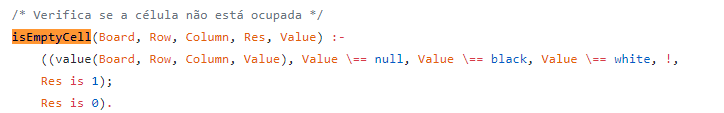 /* Verifica se a célula não está ocupada */
isEmptyCell(Board, Row, Column, Res, Value) :-
((value(Board, Row, Column, Value), Value \== null, Value \== black, Value \== white, !,
Res is 1);
Res is 0).